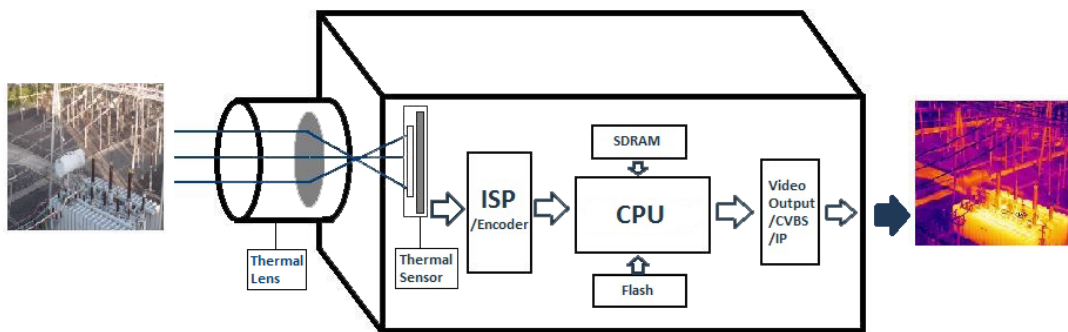 Thermal
Lens
Thermal
Sensor
ISP
/Encoder
SDRAM
CPU
Flash
Video
Output
/CVBS
/IP